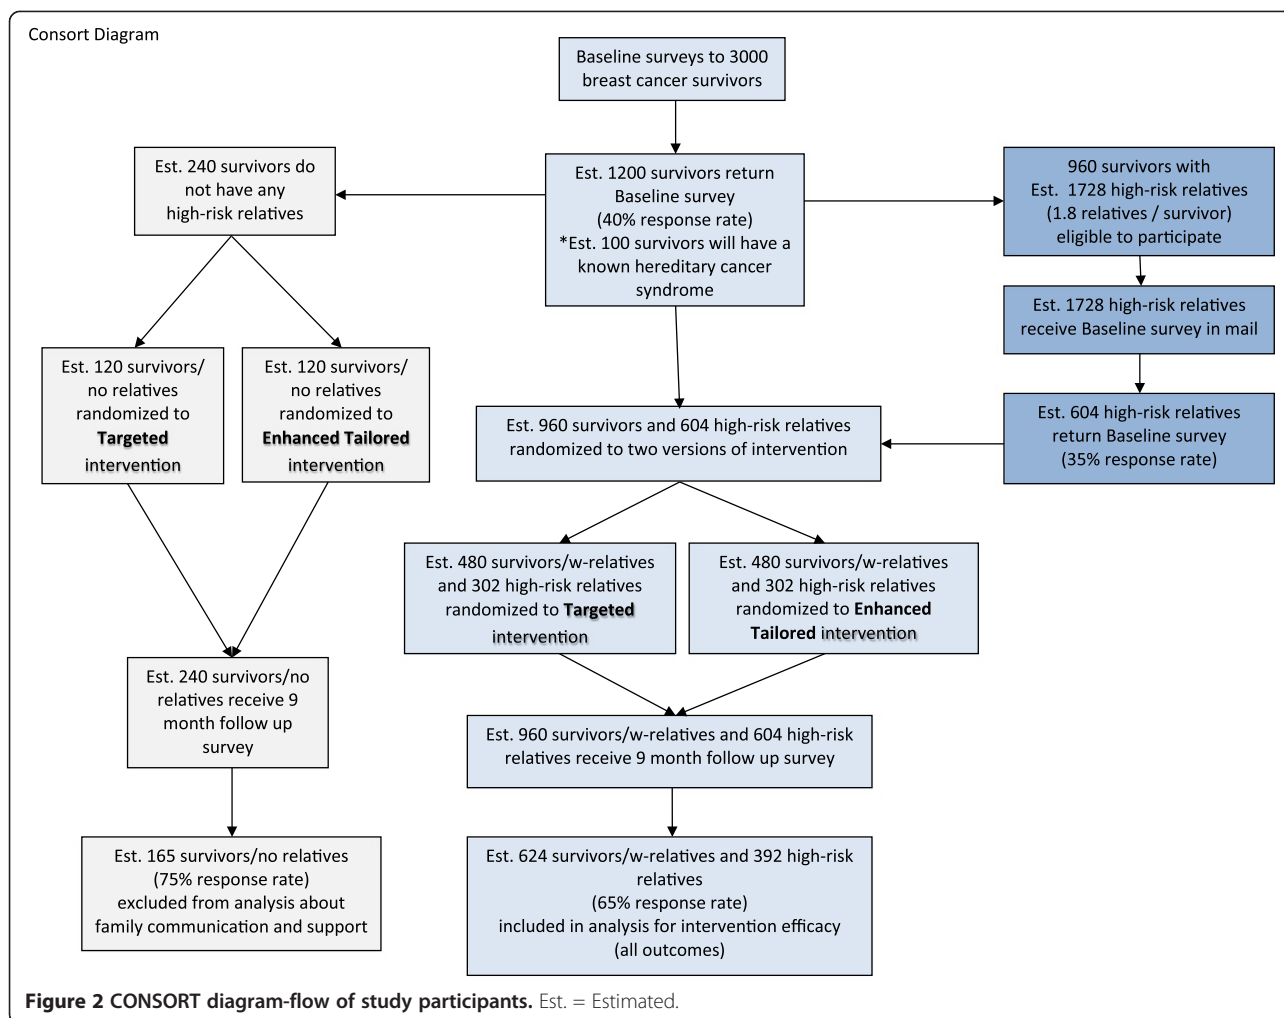 Consort Diagram
Baseline surveys to 3000
breast cancer survivors
Est. 240 survivors do
not have any
high-risk relatives
Est. 1200 survivors return
Baseline survey
(40% response rate)
*Est. 100 survivors will have a
known hereditary cancer
syndrome
960 survivors with
Est. 1728 high-risk relatives
(1.8 relatives / survivor)
eligible to participate
Est. 1728 high-risk relatives
receive Baseline survey in mail
Est. 120 survivors/
no relatives
randomized to
Targeted
intervention
Est. 120 survivors/
no relatives
randomized to
Enhanced Tailored
intervention
Est. 960 survivors and 604 high-risk relatives
randomized to two versions of intervention
Est. 604 high-risk relatives
return Baseline survey
(35% response rate)
Est. 480 survivors/w-relatives
and 302 high-risk relatives
randomized to Targeted
intervention
Est. 480 survivors/w-relatives
and 302 high-risk relatives
randomized to Enhanced
Tailored intervention
Est. 240 survivors/no
relatives receive 9
month follow up
survey
Est. 960 survivors/w-relatives and 604 high-risk
relatives receive 9 month follow up survey
Est. 165 survivors/no relatives
(75% response rate)
excluded from analysis about
family communication and support
Est. 624 survivors/w-relatives and 392 high-risk
relatives
(65% response rate)
included in analysis for intervention efficacy
(all outcomes)
Figure 2 CONSORT diagram-flow of study participants. Est. = Estimated.